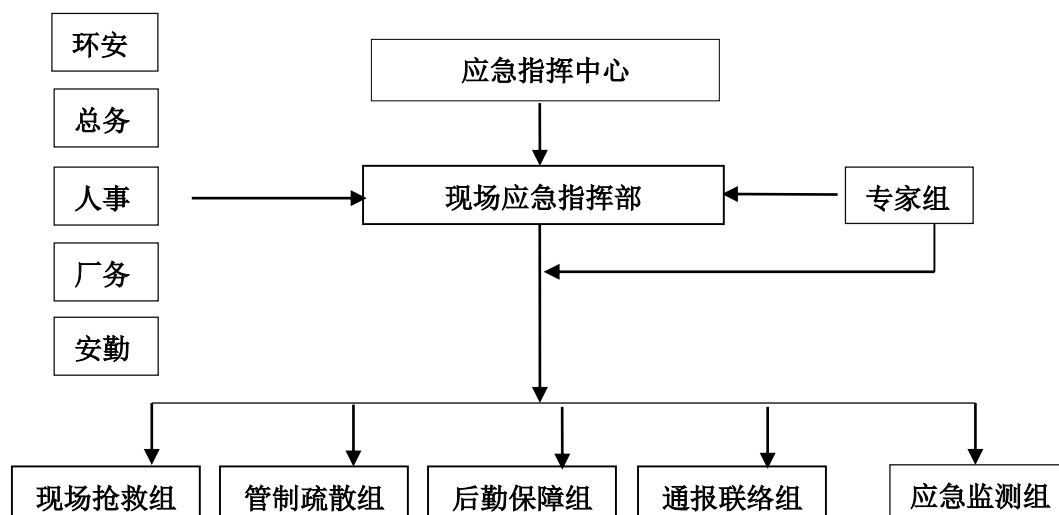 环安
应急指挥中心
总务
人事
现场应急指挥部
专家组
厂务
安勤
现场抢救组
管制疏散组
后勤保障组
通报联络组
应急监测组